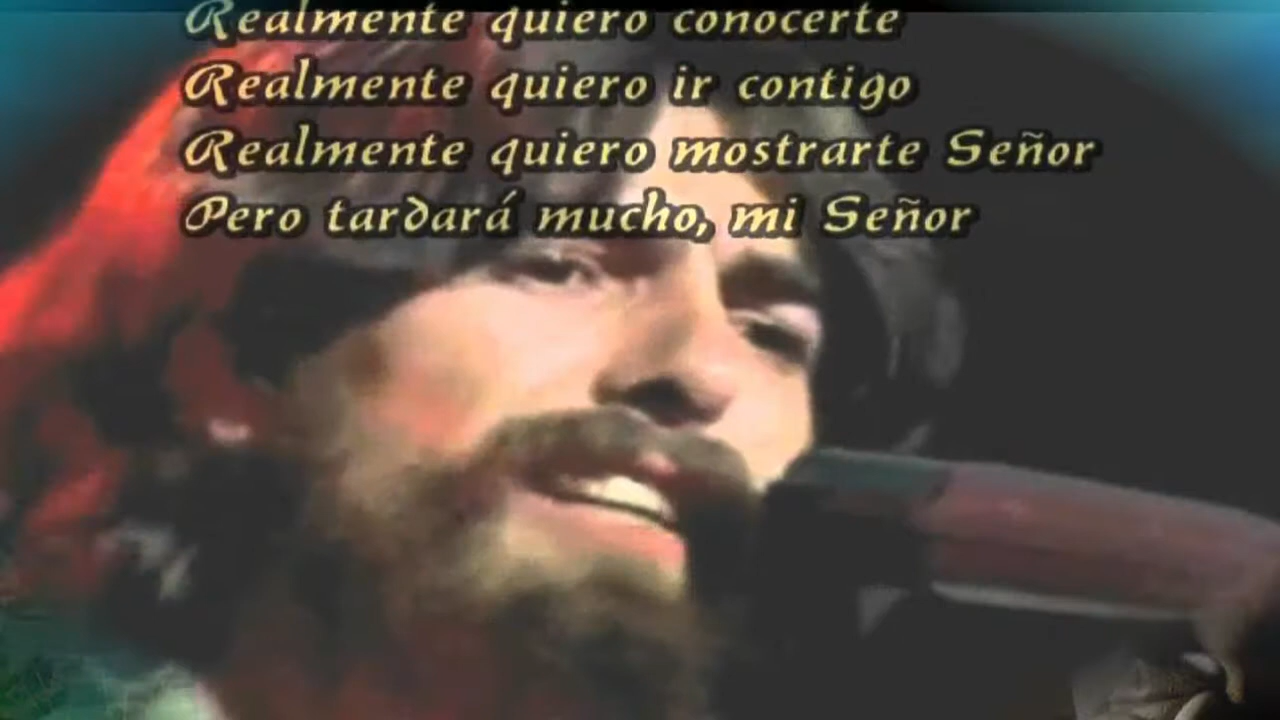 Realmente quiero conocerte
Realmente quiero ir contigo
Realmente quiero mostrarte Señor
Pero tardará mucho, mi Señor